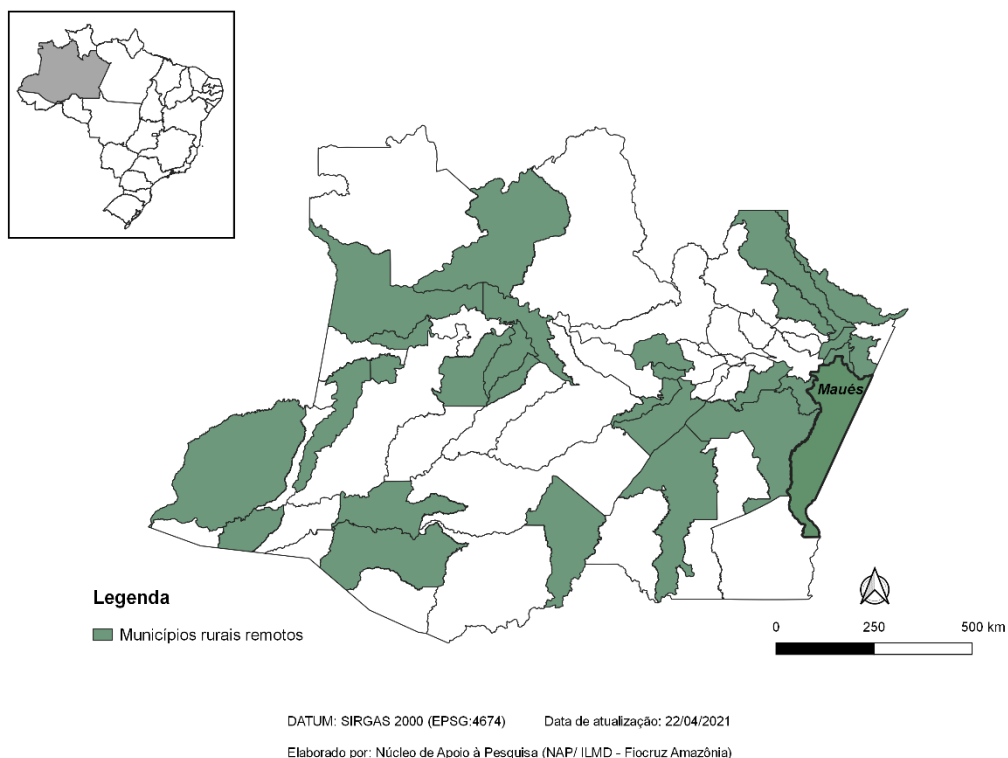 Maués
Legenda
Municípios rurais remotos
0 250 500 km
DATUM: SIRGAS 2000 (EPSG:4674) Data de atualização: 22/04/2021
Elaborado por: Núcleo de Apoio à Pesquisa (NAP/ ILMD - Fiocruz Amazônia)